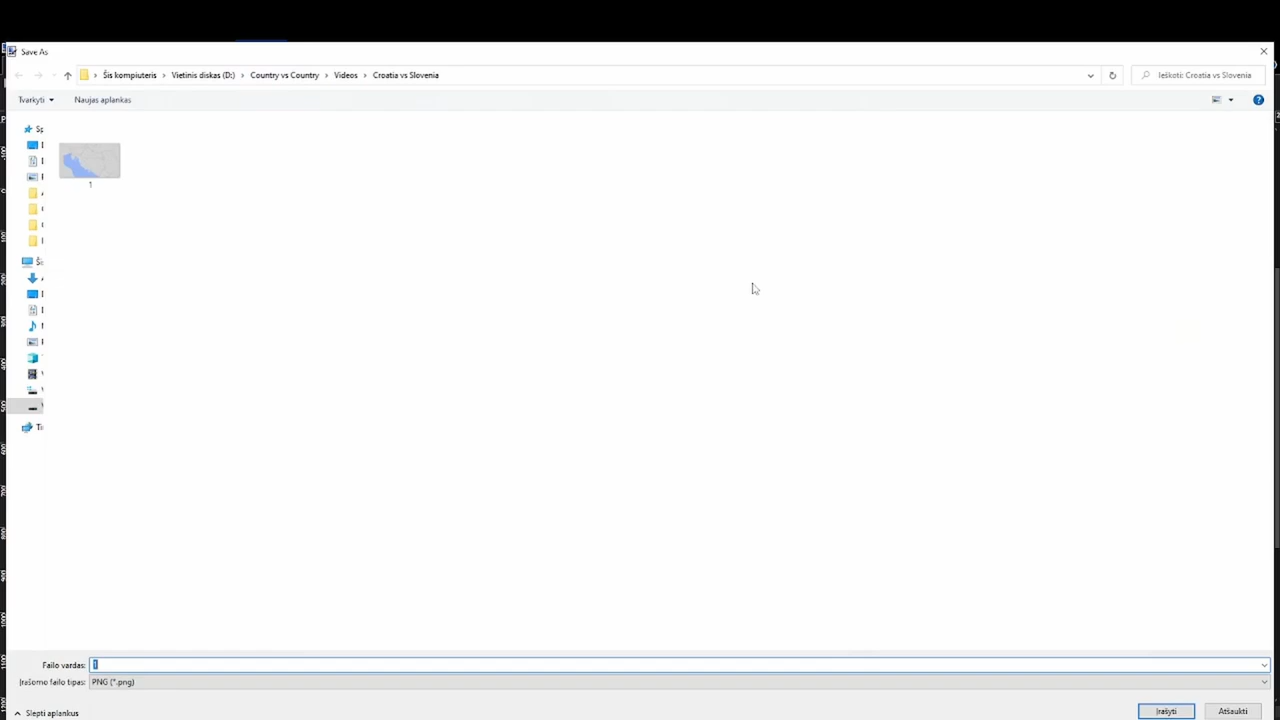 Save As
Šis kompiuteris › Vietinis diskas (D:) › Country vs Country › Videos › Croatia vs Slovenia
Ieškoti: Croatia vs Slovenia
Tvarkyti Naujas aplankas
1
Failo vardas: 1
Įrašomo failo tipas: PNG (*.png)
Slepti aplankus
Įrašyti Atšaukti